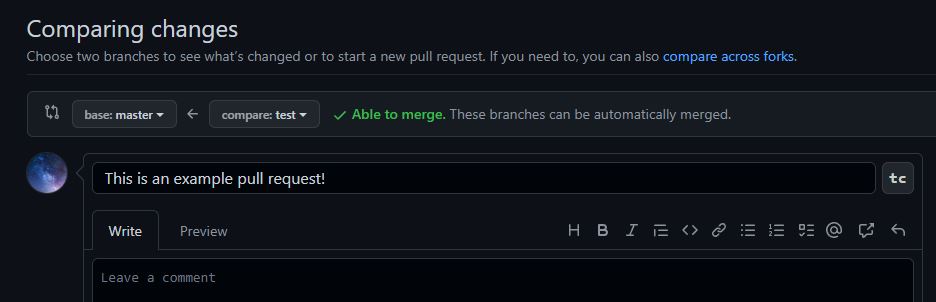 Comparing changes
Choose two branches to see what's changed or to start a new pull request. If you need to, you can also compare across forks.
base: master compare: test Able to merge. These branches can be automatically merged.
This is an example pull request! tc
Write Preview H B I
Leave a comment